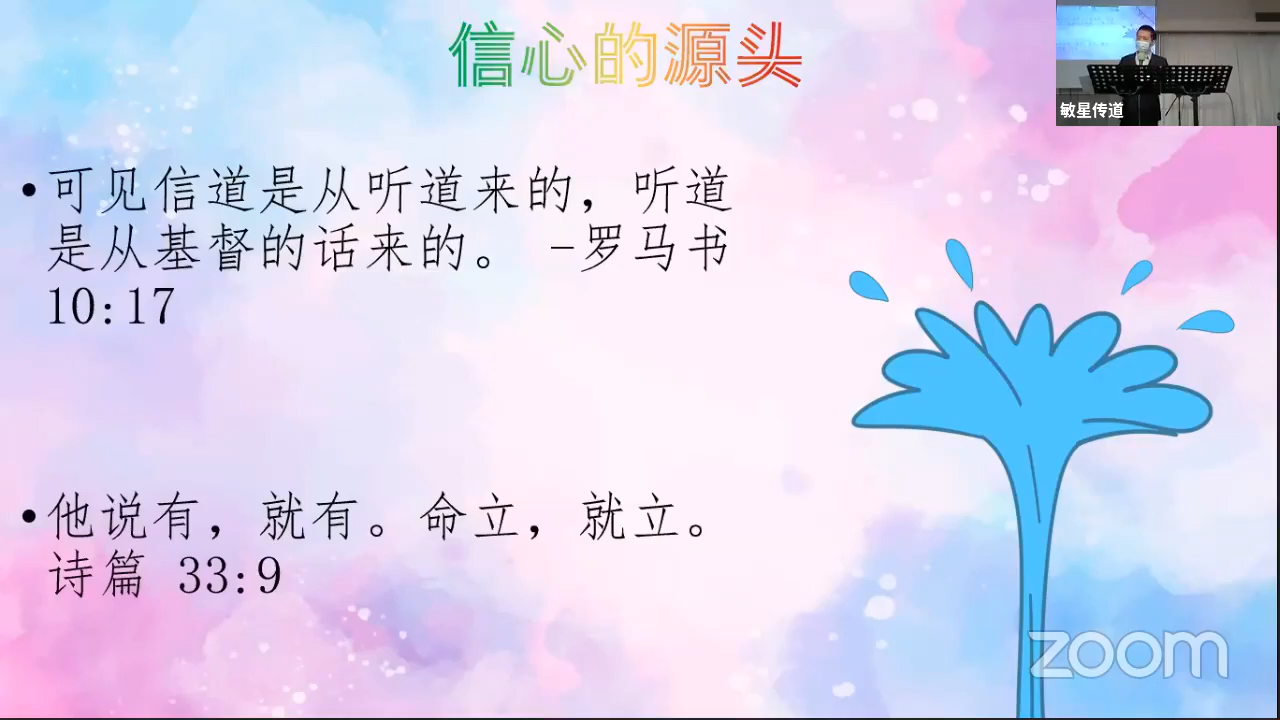 信心的源头
敏星传道
•可见信道是从听道来的，听道
是从基督的话来的。 -罗马书
10:17
•他说有，就有。命立，就立。
诗篇 33:9
zoom